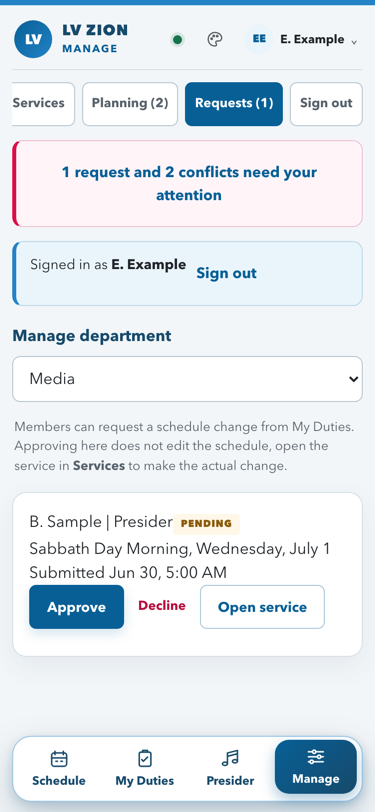 LV
LV ZION
MANAGE
EE
E. Example
Services
Planning (2)
Requests (1)
Sign out
1 request and 2 conflicts need your
attention
Signed in as E. Example
Sign out
Manage department
Media
Members can request a schedule change from My Duties.
Approving here does not edit the schedule, open the
service in Services to make the actual change.
B. Sample | Presider PENDING
Sabbath Day Morning, Wednesday, July 1
Submitted Jun 30, 5:00 AM
Approve
Decline
Open service
Schedule
My Duties
Presider
Manage